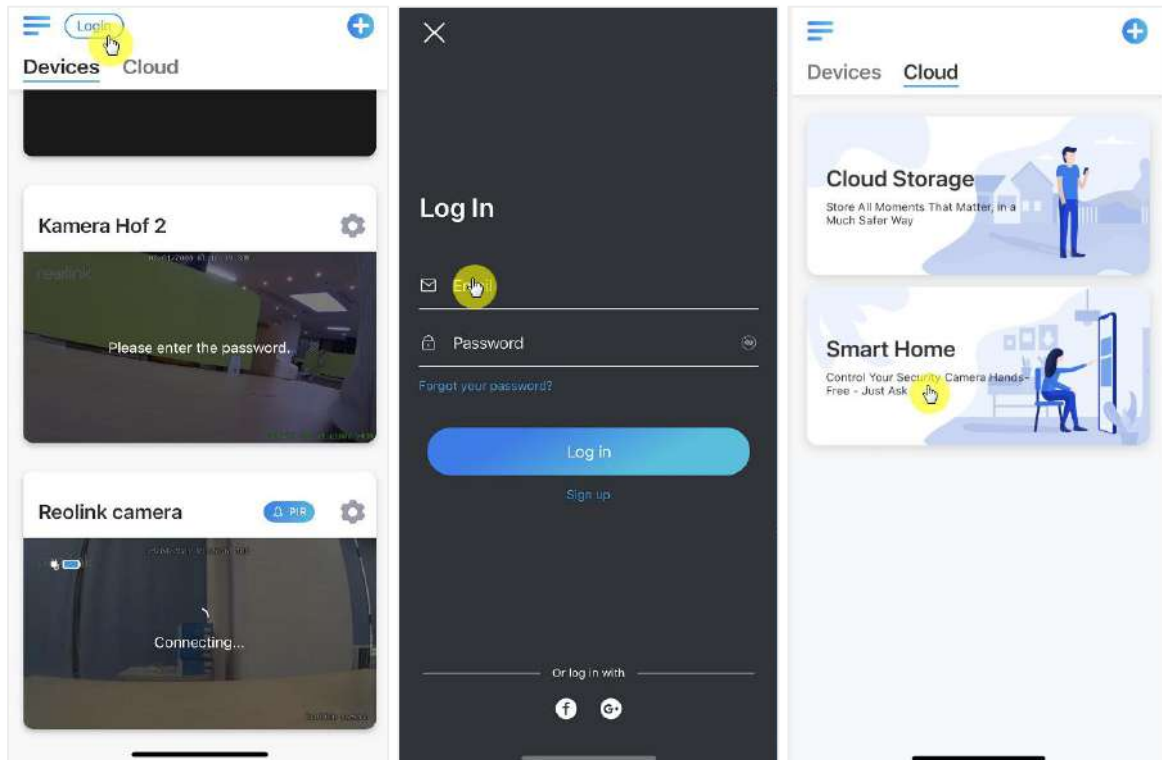 Login
Devices Cloud
Kamera Hof 2
reolink
Please enter the password.
Reolink camera
PIR
Connecting...
Log In
Email
Password
Forgot your password?
Log in
Sign up
Or log in with
f G+
Devices Cloud
Cloud Storage
Store All Moments That Matter, in a
Much Safer Way
Smart Home
Control Your Security Camera Hands-
Free - Just Ask